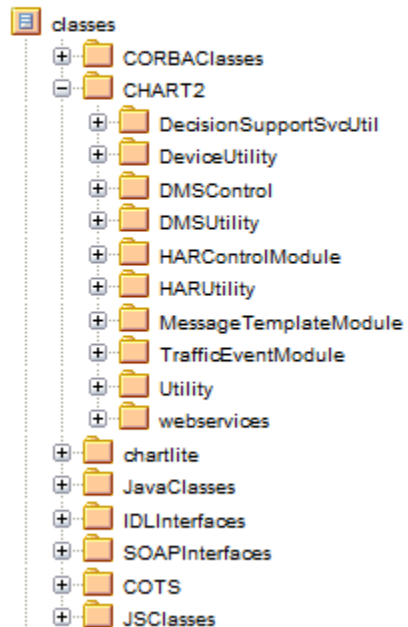 classes
CORBAClasses
CHART2
DecisionSupportSvcUtil
DeviceUtility
DMSControl
DMSUtility
HARControlModule
HARUtility
MessageTemplateModule
TrafficEventModule
Utility
webservices
chartlite
JavaClasses
IDLInterfaces
SOAPInterfaces
COTS
JSClasses